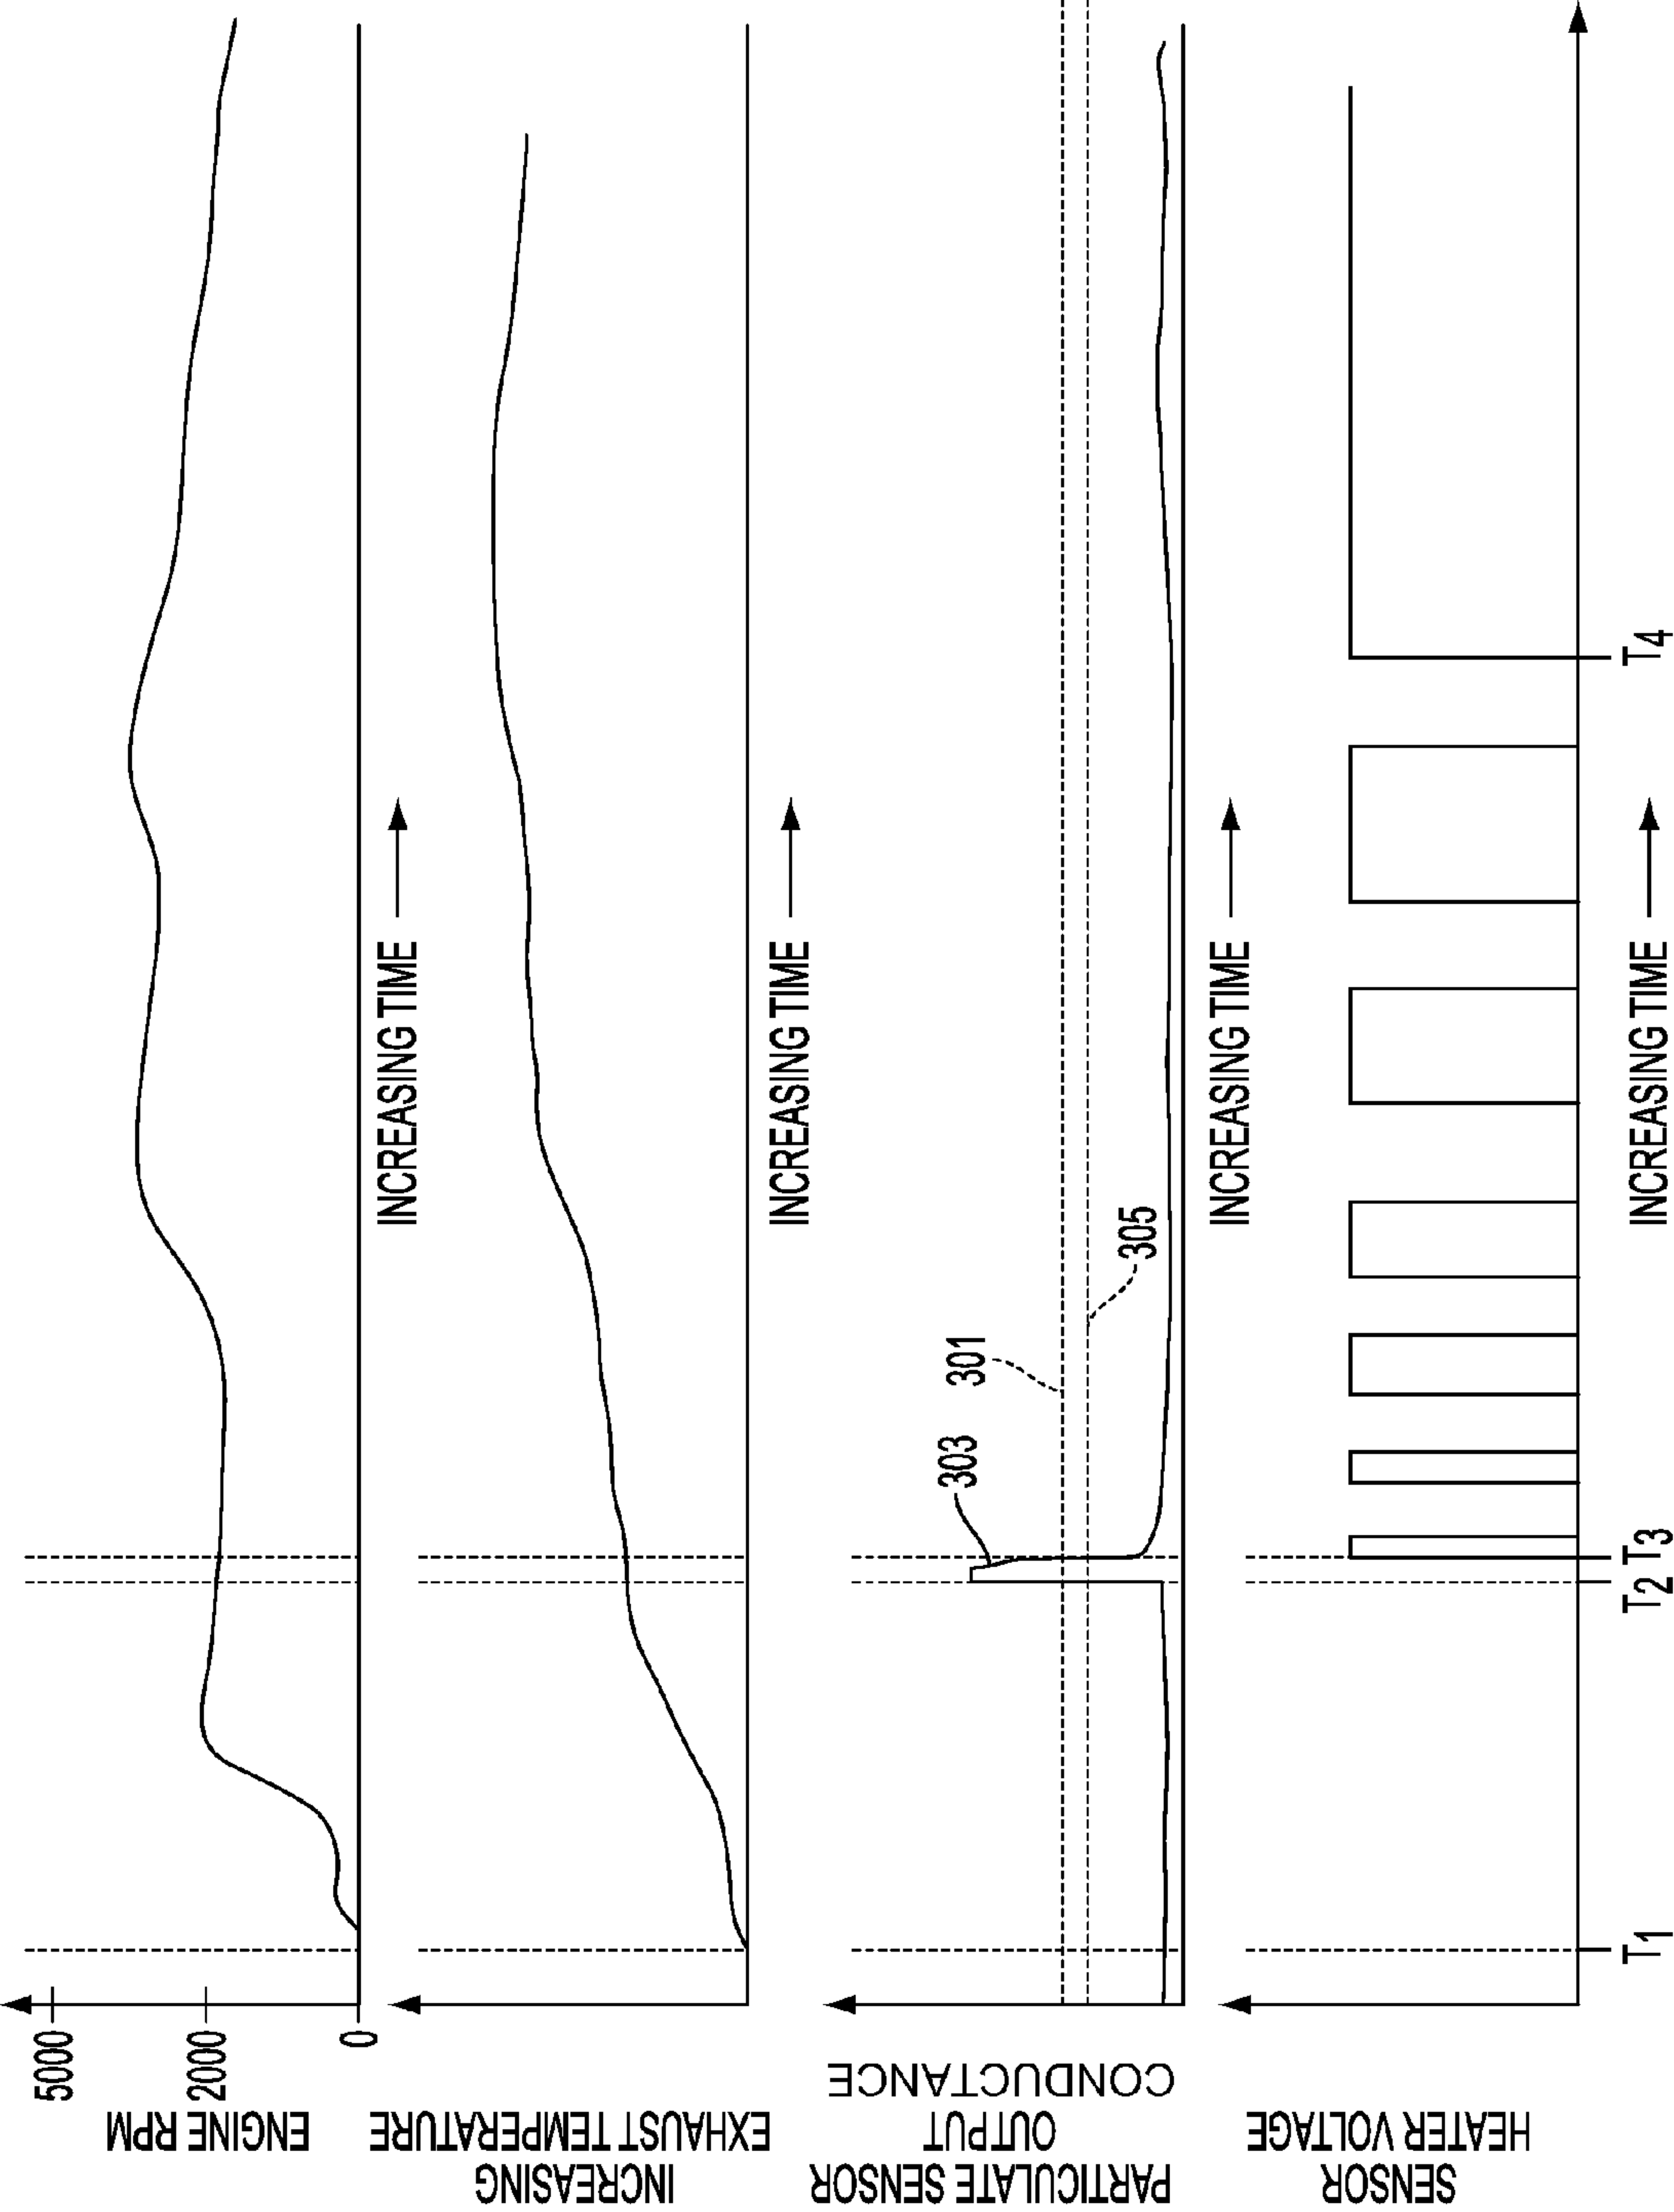 5000
2000
0
ENGINE RPM
INCREASING TIME
INCREASING
EXHAUST TEMPERATURE
INCREASING TIME
PARTICULATE SENSOR
OUTPUT
CONDUCTANCE
303
301
305
INCREASING TIME
SENSOR
HEATER VOLTAGE
T1
T2
T3
T4
INCREASING TIME